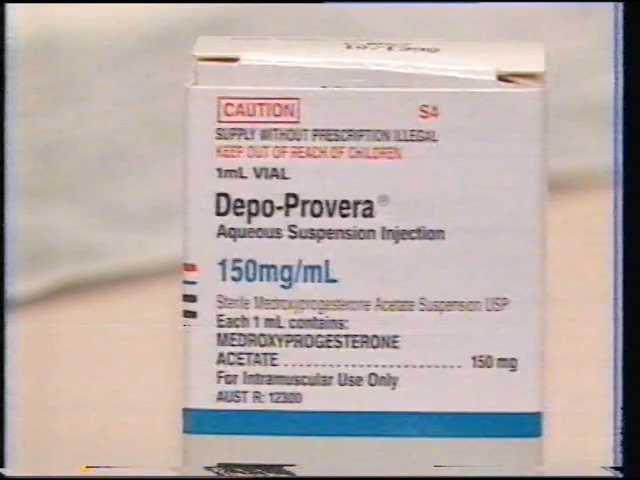 CAUTION S4
SUPPLY WITHOUT PRESCRIPTION ILLEGAL
KEEP OUT OF REACH OF CHILDREN
1mL VIAL
Depo-Provera®
Aqueous Suspension Injection
150mg/mL
Sterile Medroxyprogesterone Acetate Suspension USP
Each 1 mL contains:
MEDROXYPROGESTERONE
ACETATE .......................... 150 mg
For Intramuscular Use Only
AUST R: 12300